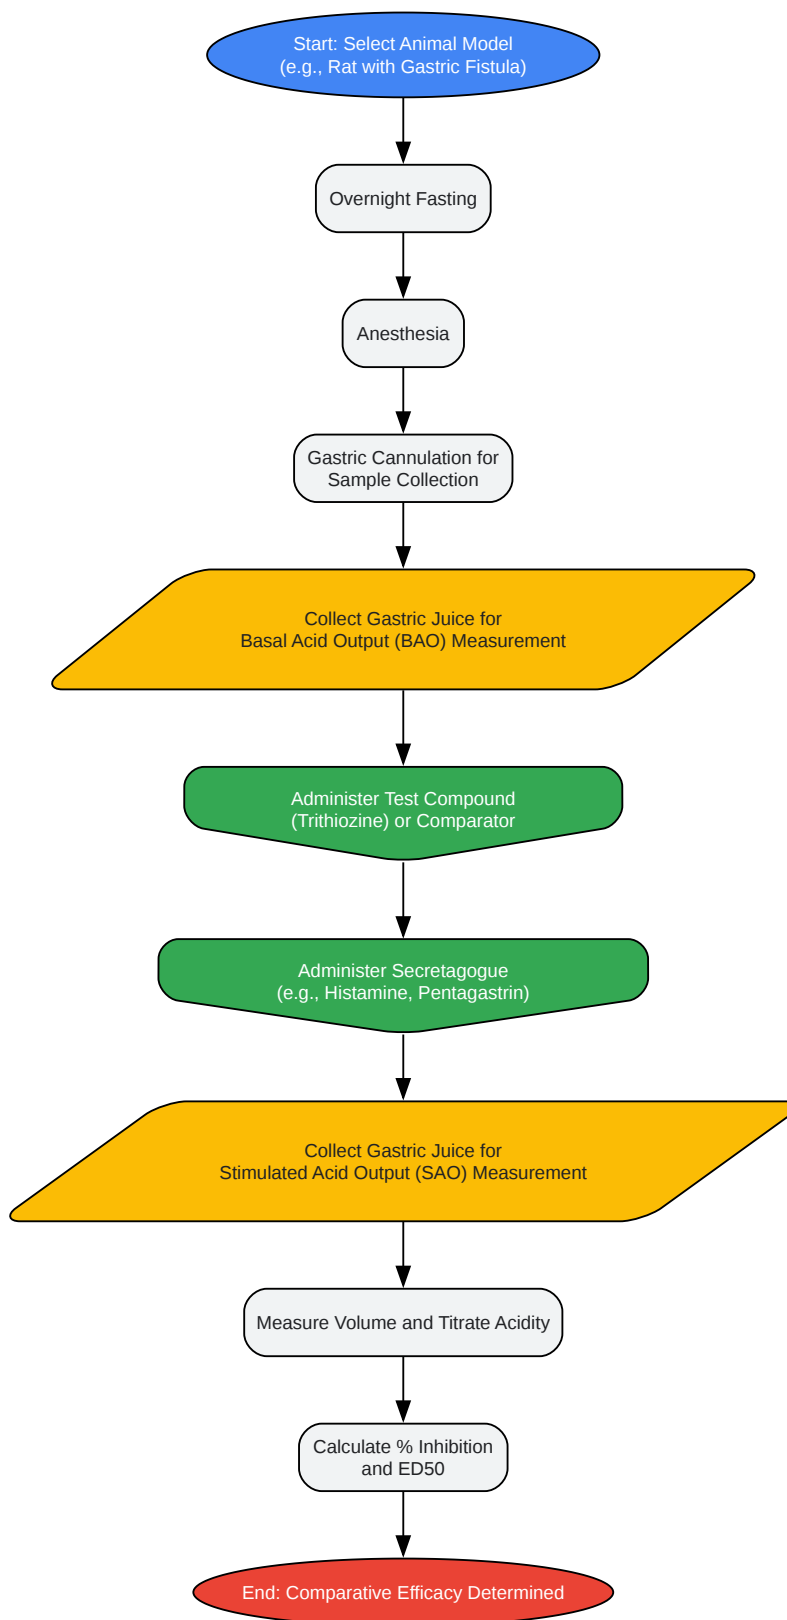 Start: Select Animal Model
(e.g., Rat with Gastric Fistula)
Overnight Fasting
Anesthesia
Gastric Cannulation for
Sample Collection
Collect Gastric Juice for
Basal Acid Output (BAO) Measurement
Administer Test Compound
(Trithiozine) or Comparator
Administer Secretagogue
(e.g., Histamine, Pentagastrin)
Collect Gastric Juice for
Stimulated Acid Output (SAO) Measurement
Measure Volume and Titrate Acidity
Calculate % Inhibition
and ED50
End: Comparative Efficacy Determined